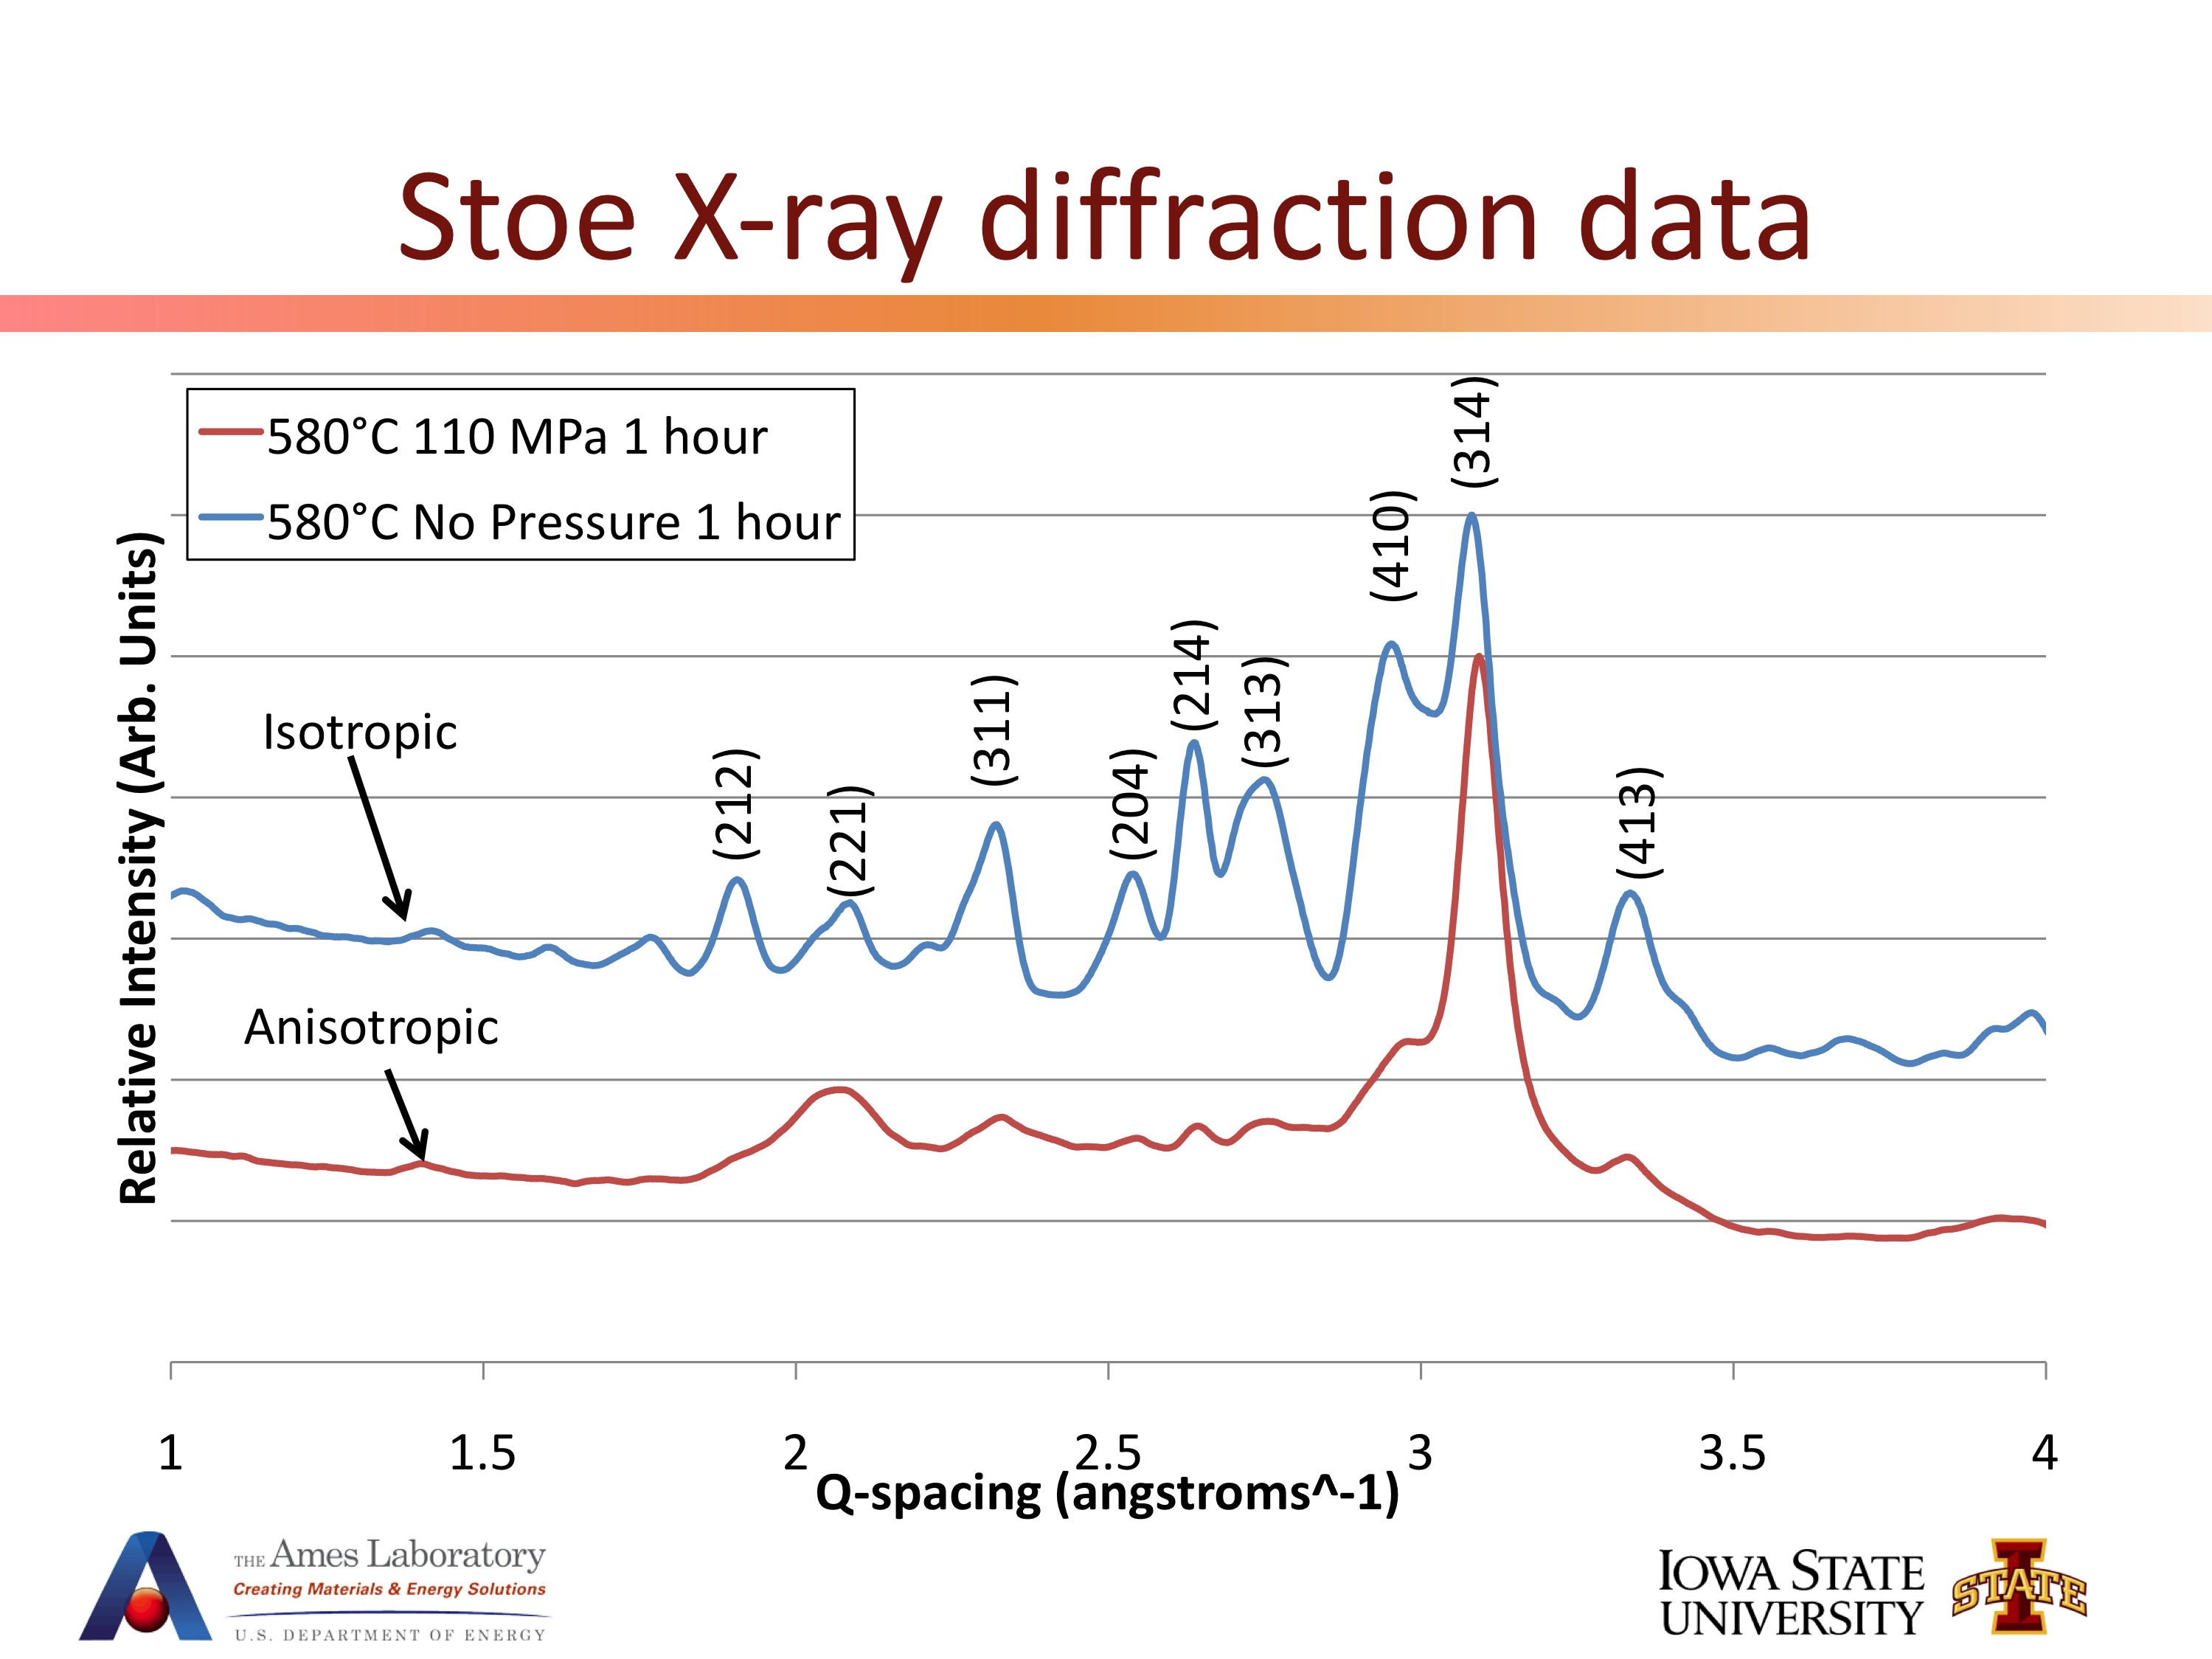 Stoe X-ray diffraction data
580°C 110 MPa 1 hour
580°C No Pressure 1 hour
Relative Intensity (Arb. Units)
Isotropic
Anisotropic
(212)
(221)
(311)
(204)
(214)
(313)
(410)
(314)
(413)
1 1.5 2 2.5 3 3.5 4
Q-spacing (angstroms^-1)
THE Ames Laboratory
Creating Materials & Energy Solutions
U.S. DEPARTMENT OF ENERGY
IOWA STATE
UNIVERSITY
I
STATE